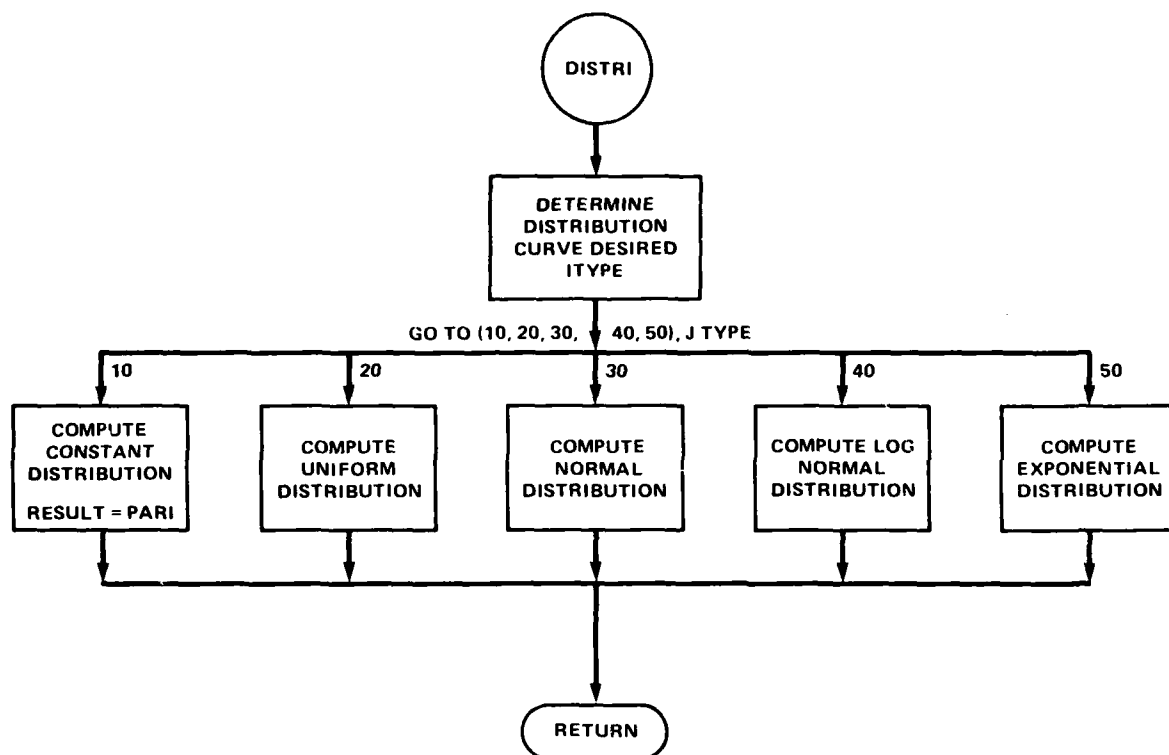 DISTRI
DETERMINE
DISTRIBUTION
CURVE DESIRED
ITYPE
GO TO (10, 20, 30, 40, 50), J TYPE
10
20
30
40
50
COMPUTE
CONSTANT
DISTRIBUTION
RESULT = PARI
COMPUTE
UNIFORM
DISTRIBUTION
COMPUTE
NORMAL
DISTRIBUTION
COMPUTE LOG
NORMAL
DISTRIBUTION
COMPUTE
EXPONENTIAL
DISTRIBUTION
RETURN